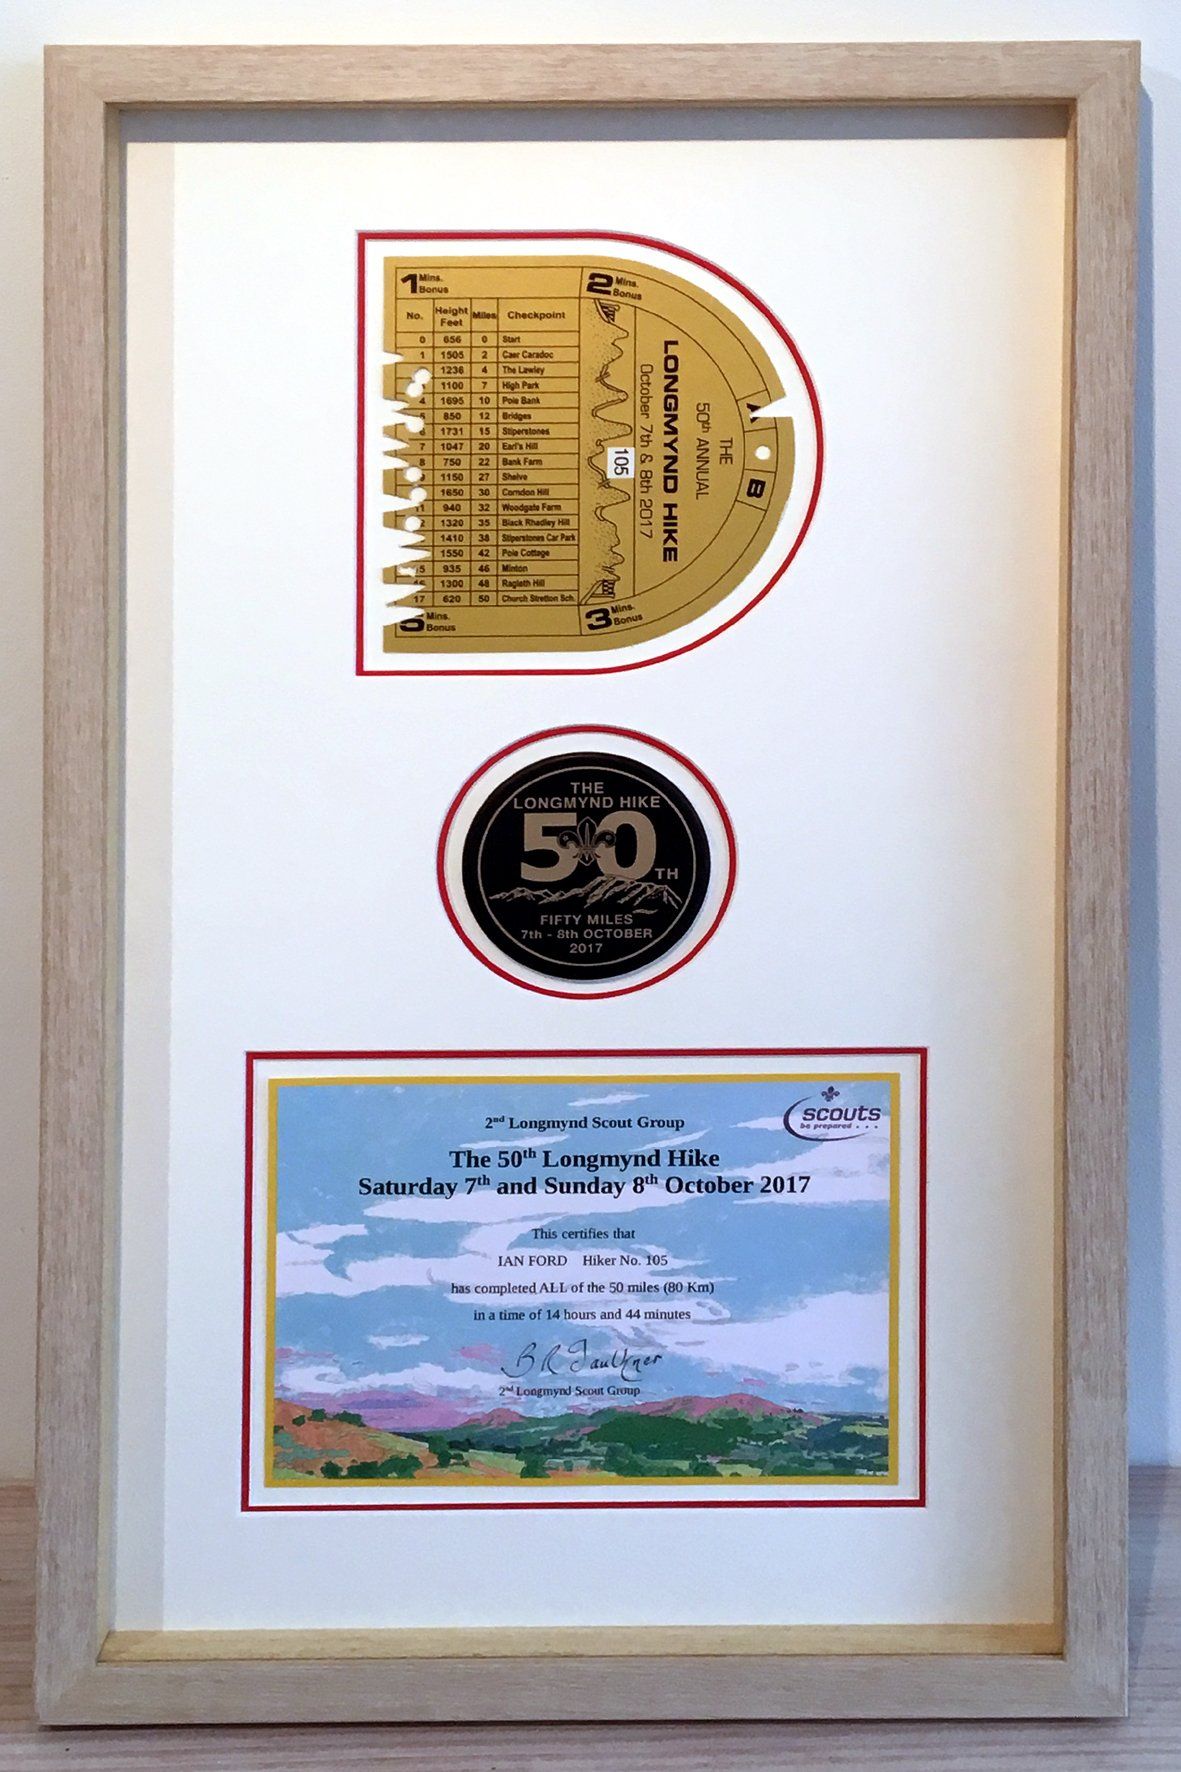 1 Mins. Bonus
2 Mins. Bonus
No. Height Feet Miles Checkpoint
0 656 0 Start
1 1505 2 Caer Caradoc
1236 4 The Lawley
1100 7 High Park
4 1695 10 Pole Bank
850 12 Bridges
1731 15 Stiperstones
7 1047 20 Earl's Hill
8 750 22 Bank Farm
1150 27 Shelve
1650 30 Corndon Hill
940 32 Woodgate Farm
1320 35 Black Rhadley Hill
1410 38 Stiperstones Car Park
1550 42 Pole Cottage
935 46 Minton
1300 48 Ragleth Hill
17 620 50 Church Stretton Sch.
5 Mins. Bonus
3 Mins. Bonus
A
B
THE
50th ANNUAL
LONGMYND HIKE
October 7th & 8th 2017
105
THE
LONGMYND HIKE
50TH
FIFTY MILES
7th - 8th OCTOBER
2017
scouts
be prepared . . .
2nd Longmynd Scout Group
The 50th Longmynd Hike
Saturday 7th and Sunday 8th October 2017
This certifies that
IAN FORD Hiker No. 105
has completed ALL of the 50 miles (80 Km)
in a time of 14 hours and 44 minutes
B R Faulkner
2nd Longmynd Scout Group